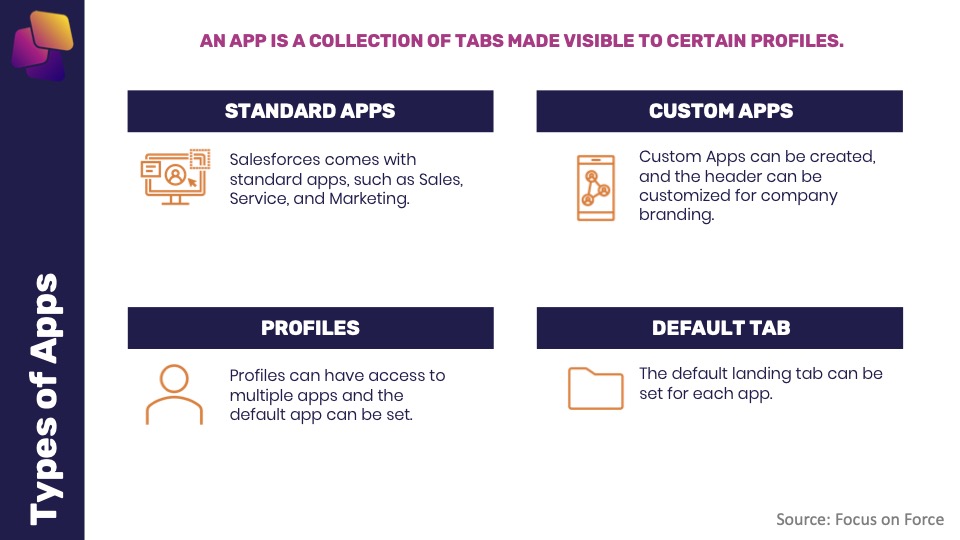 AN APP IS A COLLECTION OF TABS MADE VISIBLE TO CERTAIN PROFILES.
Types of Apps
STANDARD APPS
Salesforces comes with
standard apps, such as Sales,
Service, and Marketing.
CUSTOM APPS
Custom Apps can be created,
and the header can be
customized for company
branding.
PROFILES
Profiles can have access to
multiple apps and the
default app can be set.
DEFAULT TAB
The default landing tab can be
set for each app.
Source: Focus on Force